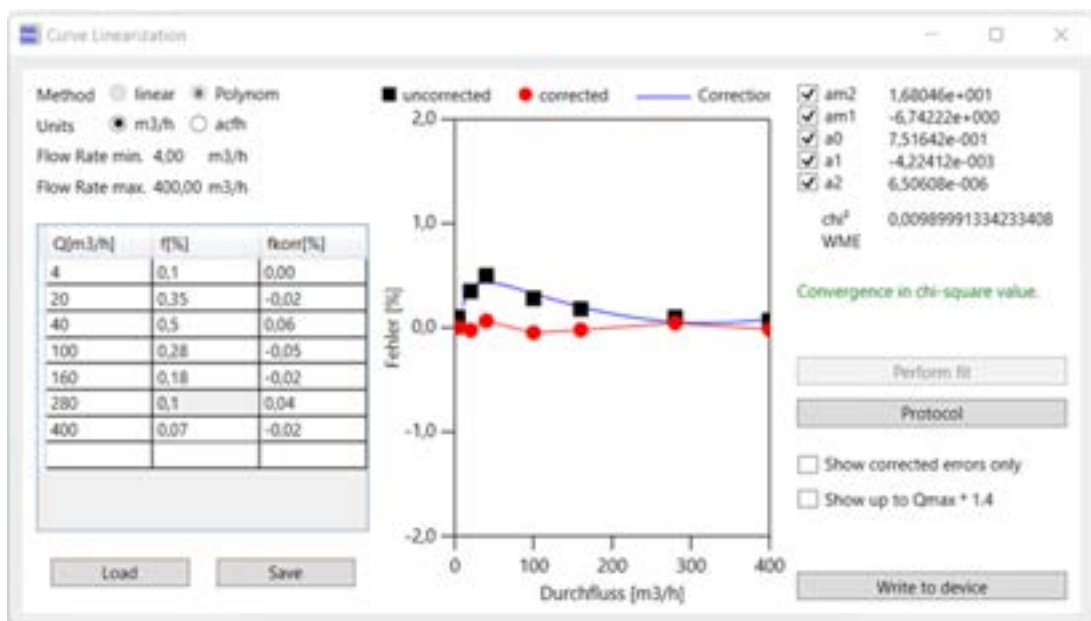 Curve Linearization
Method linear Polynom
Units m3/h acfh
Flow Rate min. 4,00 m3/h
Flow Rate max. 400,00 m3/h
Q[m3/h] f[%] fkorr[%]
4 0,1 0,00
20 0,35 -0,02
40 0,5 0,06
100 0,28 -0,05
160 0,18 -0,02
280 0,1 0,04
400 0,07 -0,02
Load Save
uncorrected corrected Correction
2,0
1,0
0,0
-1,0
-2,0
Fehler [%]
0 100 200 300 400
Durchfluss [m3/h]
am2 1,68046e+001
am1 -6,74222e+000
a0 7,51642e-001
a1 -4,22412e-003
a2 6,50608e-006
chi² 0,00989991334233408
WME
Convergence in chi-square value.
Perform fit
Protocol
Show corrected errors only
Show up to Qmax * 1.4
Write to device